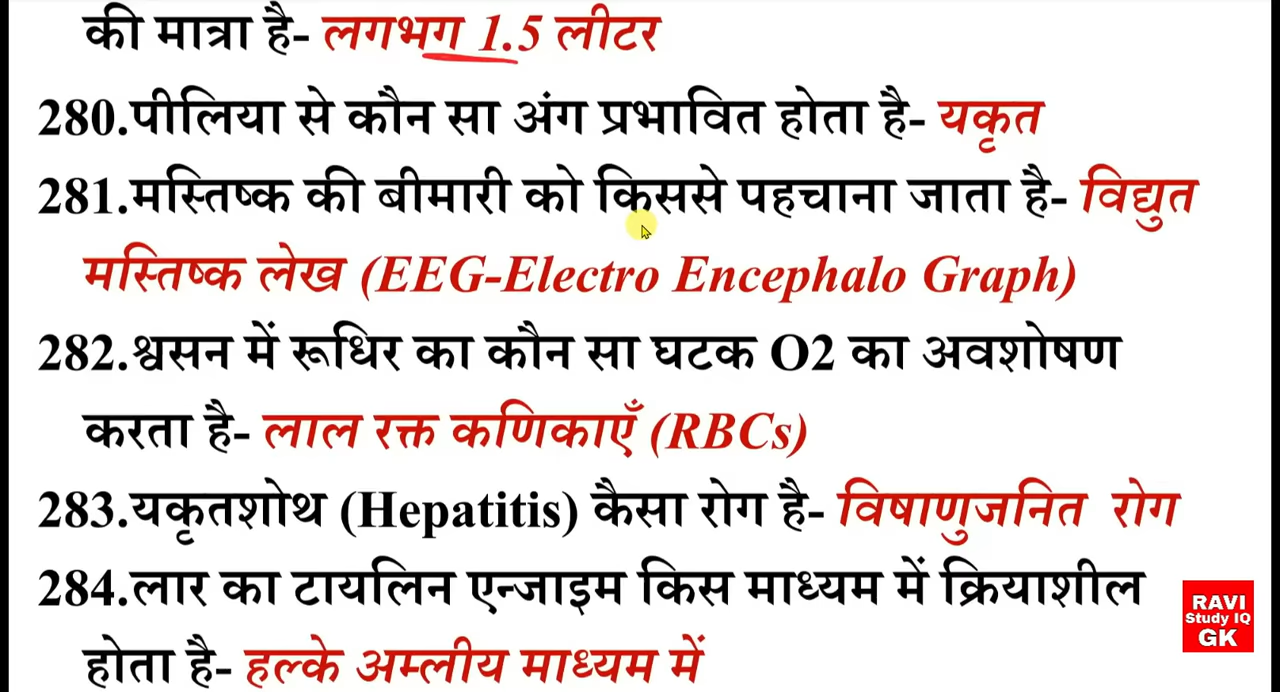 की मात्रा है- लगभग 1.5 लीटर
280.पीलिया से कौन सा अंग प्रभावित होता है- यकृत
281.मस्तिष्क की बीमारी को किससे पहचाना जाता है- विद्युत
मस्तिष्क लेख (EEG-Electro Encephalo Graph)
282.श्वसन में रूधिर का कौन सा घटक O2 का अवशोषण
करता है- लाल रक्त कणिकाएँ (RBCs)
283.यकृतशोथ (Hepatitis) कैसा रोग है- विषाणुजनित रोग
284.लार का टायलिन एन्जाइम किस माध्यम में क्रियाशील
होता है- हल्के अम्लीय माध्यम में
RAVI
Study IQ
GK